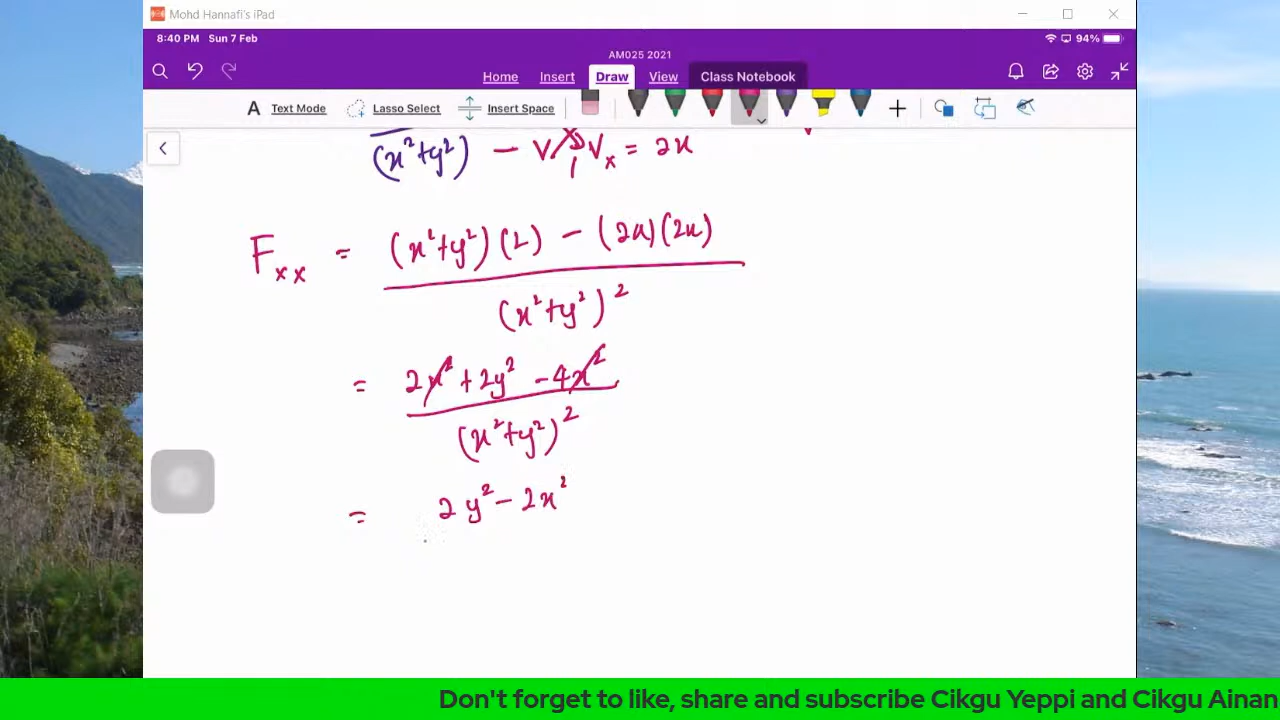 Mohd Hannafi's iPad
8:40 PM Sun 7 Feb
94%
AM025 2021
Home Insert Draw View Class Notebook
A Text Mode Lasso Select Insert Space
(x²+y²) - V Vₓ = 2x
Fₓₓ = (x²+y²)(2) - (2x)(2x)
(x²+y²)²
= 2x² + 2y² - 4x²
(x²+y²)²
= 2y² - 2x²
Don't forget to like, share and subscribe Cikgu Yeppi and Cikgu Ainan